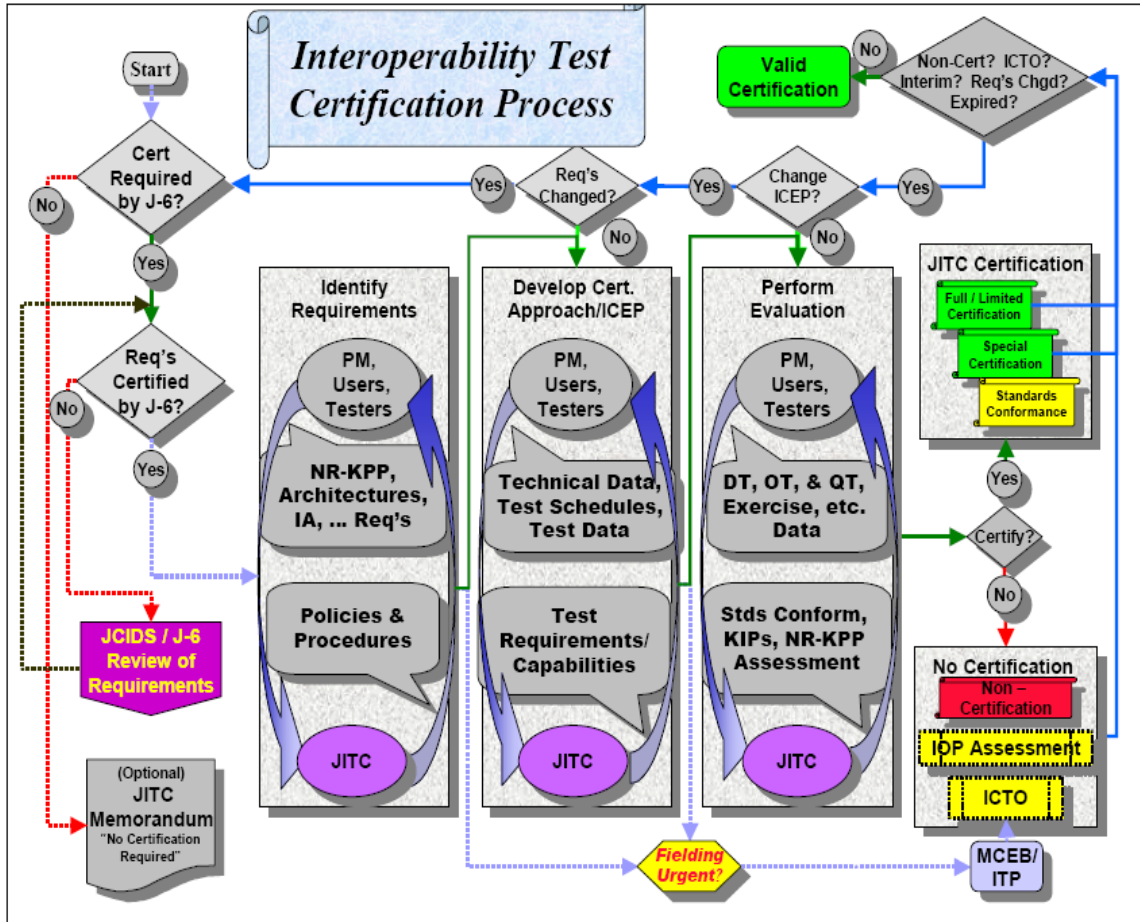 Interoperability Test
Certification Process
Start
Cert
Required
by J-6?
No
Yes
Req's
Certified
by J-6?
No
Yes
JCIDS / J-6
Review of
Requirements
(Optional)
JITC
Memorandum
"No Certification
Required"
Identify
Requirements
PM,
Users,
Testers
NR-KPP,
Architectures,
IA, ... Req's
Policies &
Procedures
JITC
Yes
Req's
Changed?
No
Develop Cert.
Approach/ICEP
PM,
Users,
Testers
Technical Data,
Test Schedules,
Test Data
Test
Requirements/
Capabilities
JITC
Yes
Change
ICEP?
No
Perform
Evaluation
PM,
Users,
Testers
DT, OT, & QT,
Exercise, etc.
Data
Stds Conform,
KIPs, NR-KPP
Assessment
JITC
Fielding
Urgent?
MCEB/
ITP
Valid
Certification
No
Non-Cert? ICTO?
Interim? Req's Chgd?
Expired?
Yes
JITC Certification
Full / Limited
Certification
Special
Certification
Standards
Conformance
Yes
Certify?
No
No Certification
Non –
Certification
IOP Assessment
ICTO